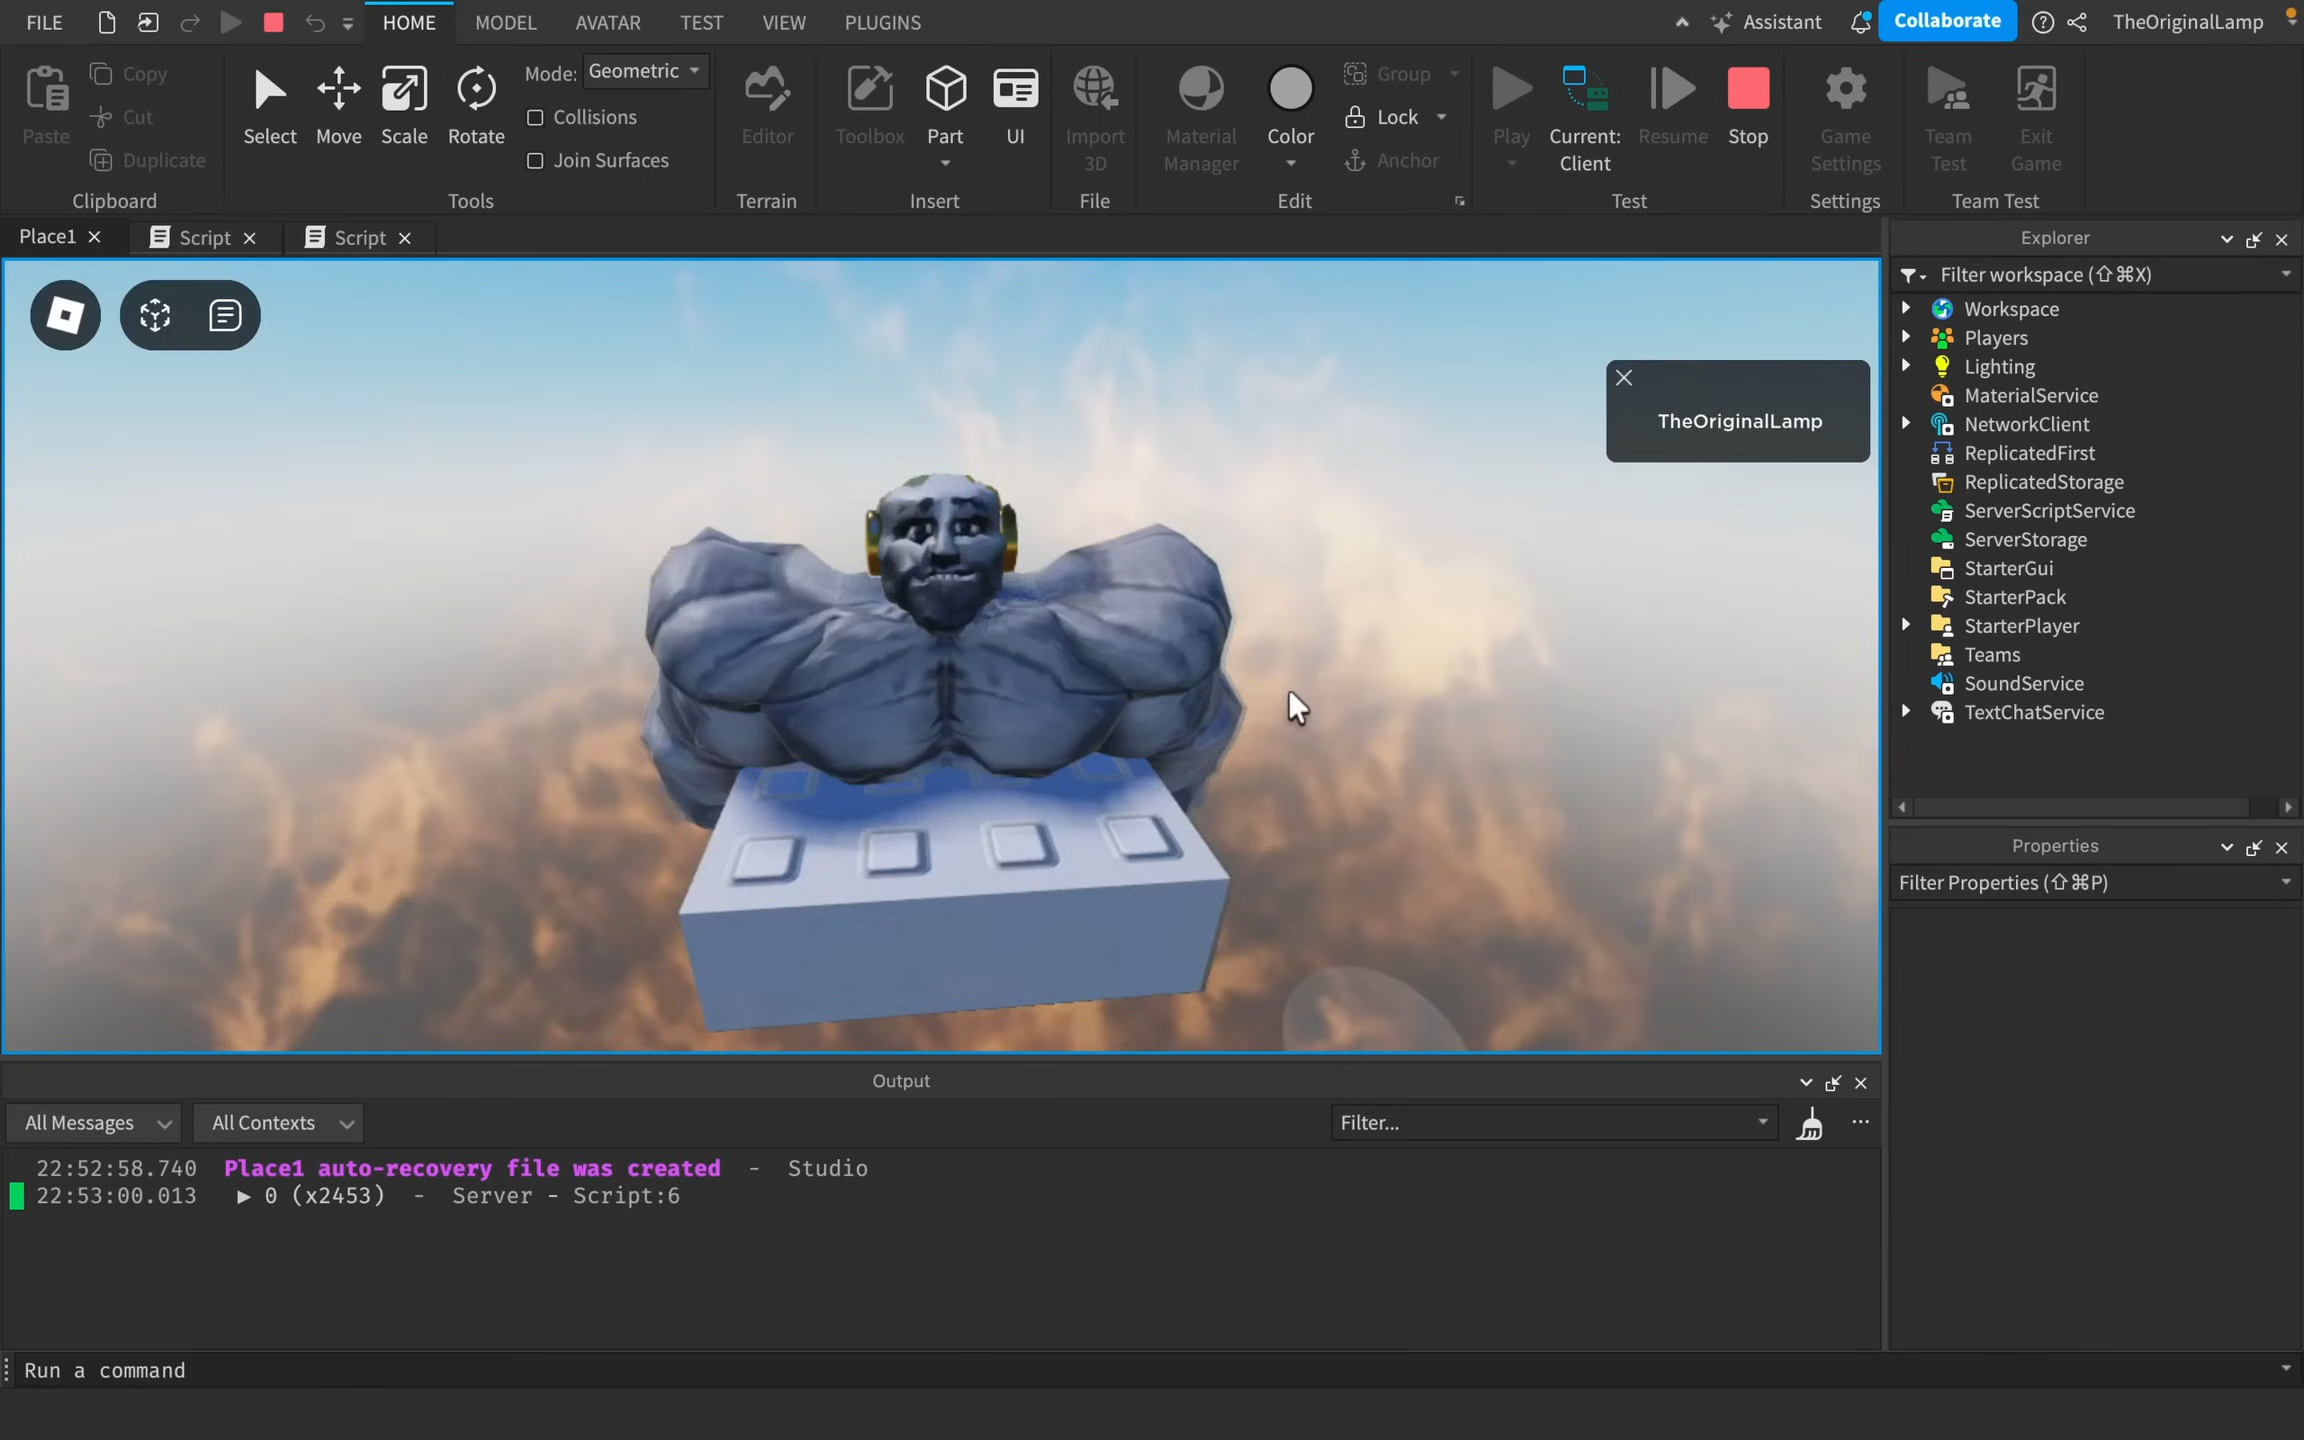 FILE HOME MODEL AVATAR TEST VIEW PLUGINS Assistant Collaborate TheOriginalLamp
Paste
Copy
Cut
Duplicate
Clipboard
Select Move Scale Rotate
Mode: Geometric
Collisions
Join Surfaces
Tools
Editor
Terrain
Toolbox Part UI
Insert
Import
3D
File
Material
Manager
Color
Group
Lock
Anchor
Edit
Play
Current:
Client
Resume Stop
Test
Game
Settings
Settings
Team
Test
Exit
Game
Team Test
Place1 Script Script
TheOriginalLamp
Explorer
Filter workspace (⇧⌘X)
Workspace
Players
Lighting
MaterialService
NetworkClient
ReplicatedFirst
ReplicatedStorage
ServerScriptService
ServerStorage
StarterGui
StarterPack
StarterPlayer
Teams
SoundService
TextChatService
Properties
Filter Properties (⇧⌘P)
Output
All Messages All Contexts Filter...
22:52:58.740 Place1 auto-recovery file was created - Studio
22:53:00.013 ▶ 0 (x2453) - Server - Script:6
Run a command